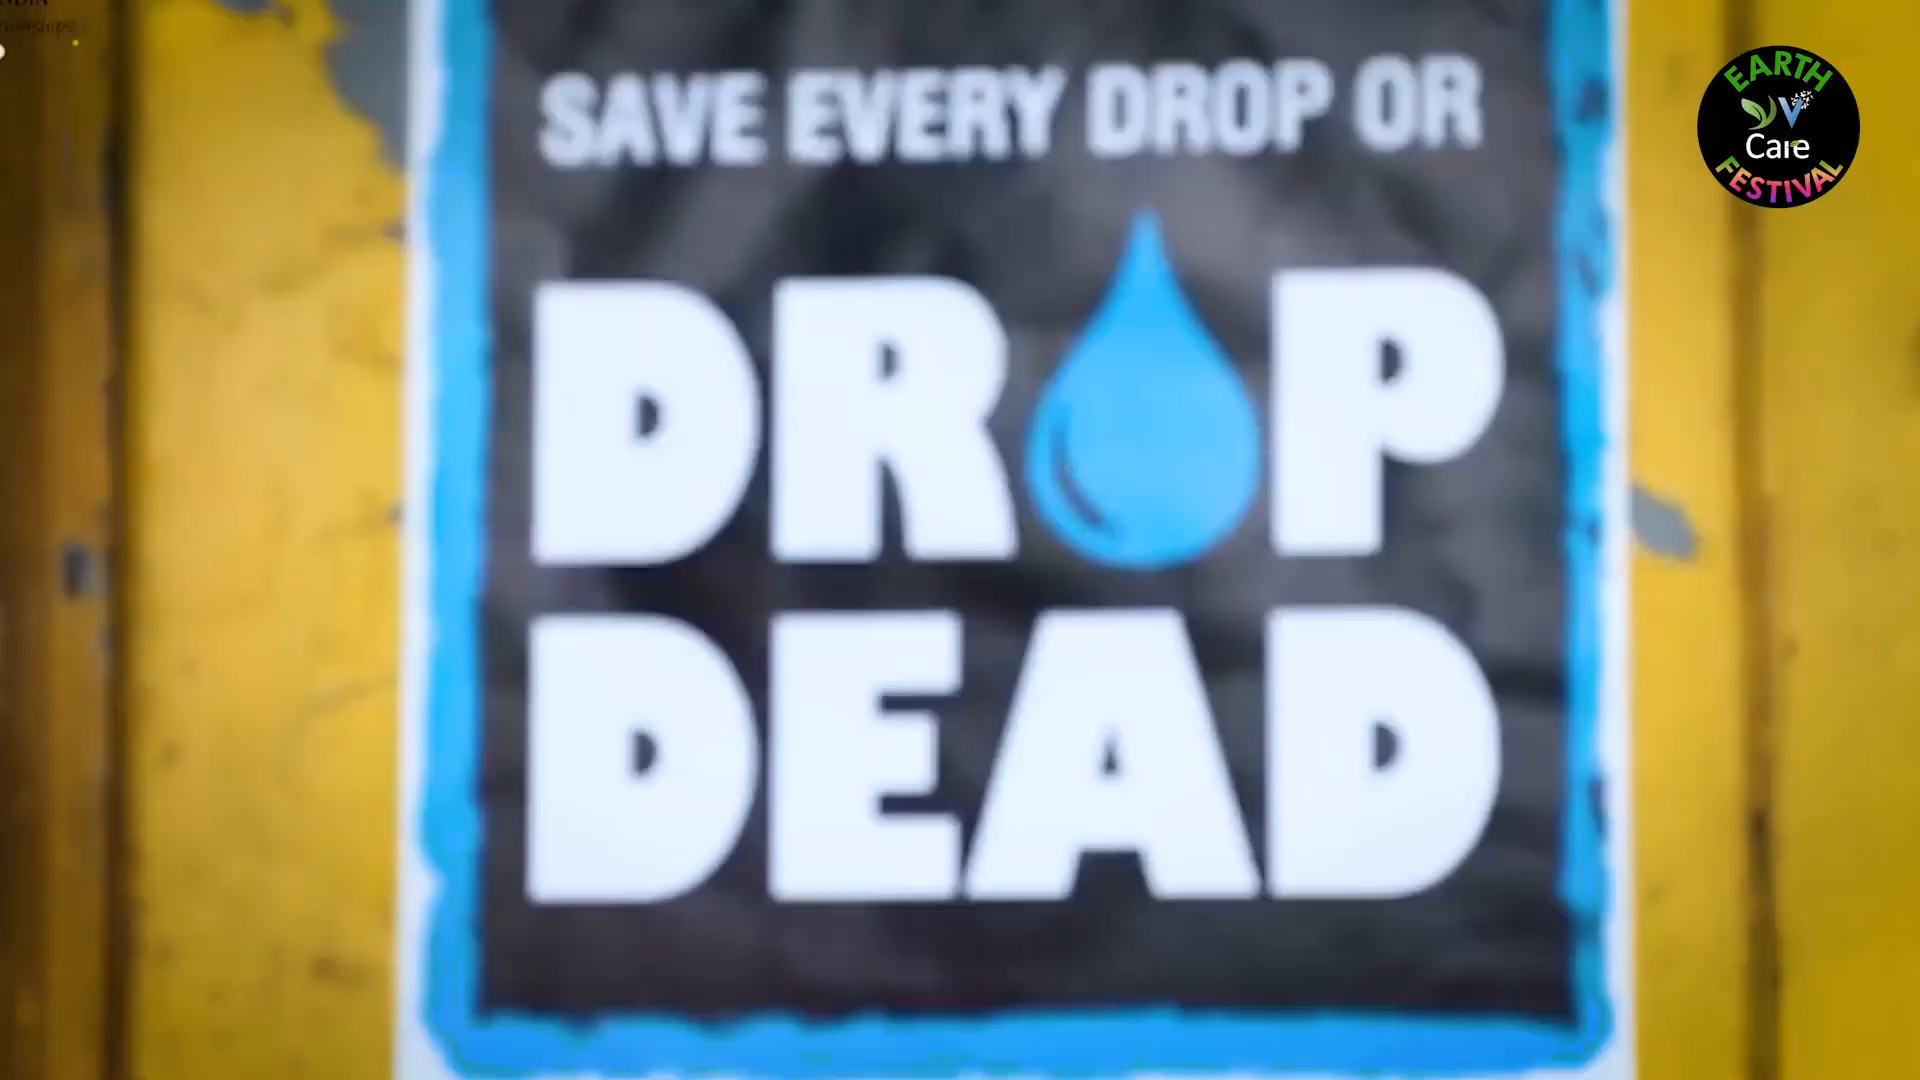 SAVE EVERY DROP OR
DROP
DEAD
EARTH
V
Care
FESTIVAL